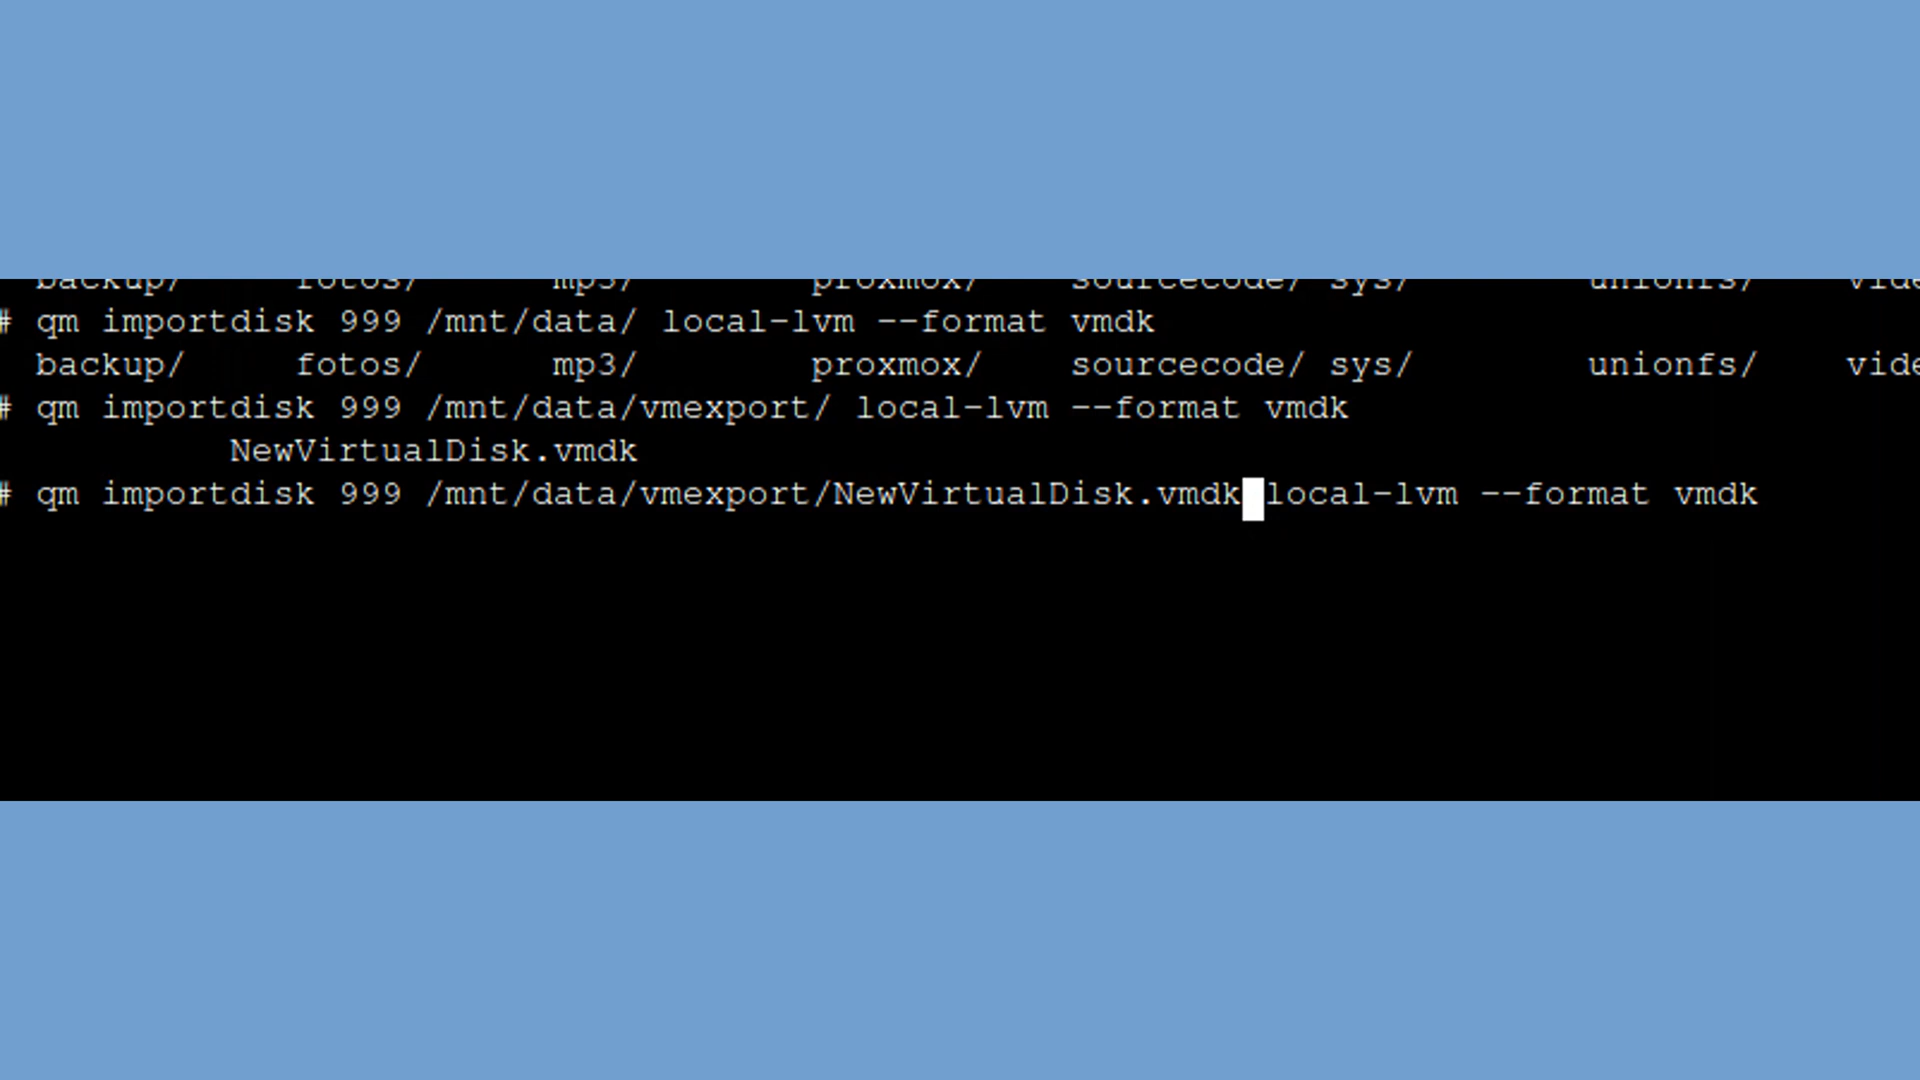 backup/ fotos/ mp3/ proxmox/ sourcecode/ sys/ unionfs/
# qm importdisk 999 /mnt/data/ local-lvm --format vmdk
backup/ fotos/ mp3/ proxmox/ sourcecode/ sys/ unionfs/ vide
# qm importdisk 999 /mnt/data/vmexport/ local-lvm --format vmdk
NewVirtualDisk.vmdk
# qm importdisk 999 /mnt/data/vmexport/NewVirtualDisk.vmdk local-lvm --format vmdk